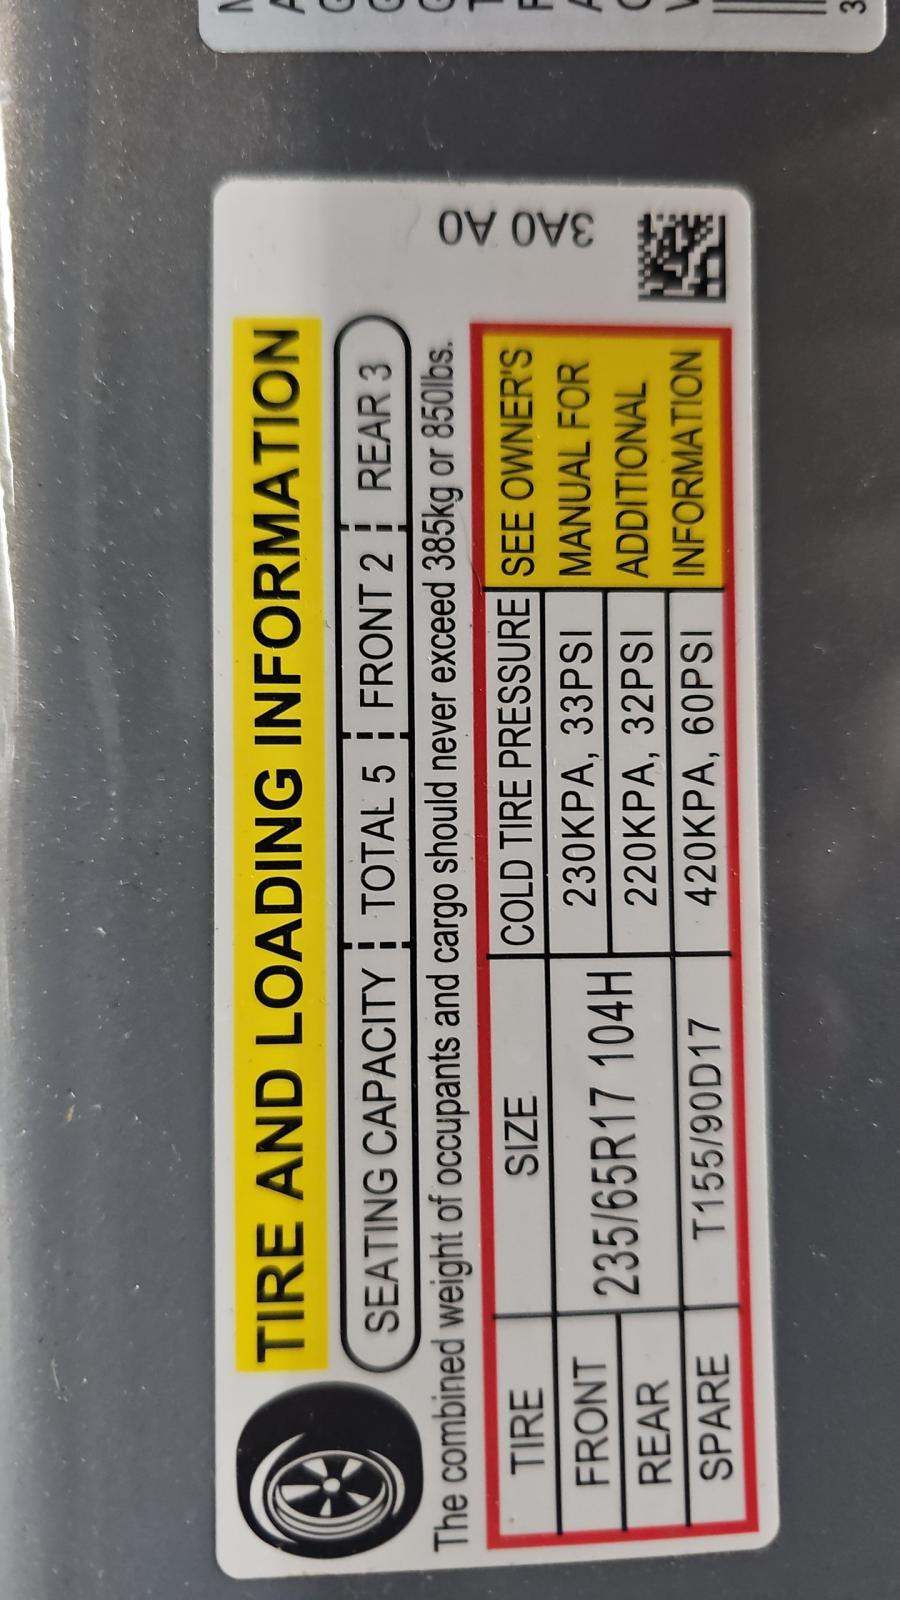 TIRE AND LOADING INFORMATION
SEATING CAPACITY TOTAL 5 FRONT 2 REAR 3
The combined weight of occupants and cargo should never exceed 385kg or 850lbs.
TIRE SIZE COLD TIRE PRESSURE SEE OWNER'S
FRONT 235/65R17 104H 230KPA, 33PSI MANUAL FOR
REAR 220KPA, 32PSI ADDITIONAL
SPARE T155/90D17 420KPA, 60PSI INFORMATION
3A0 A0